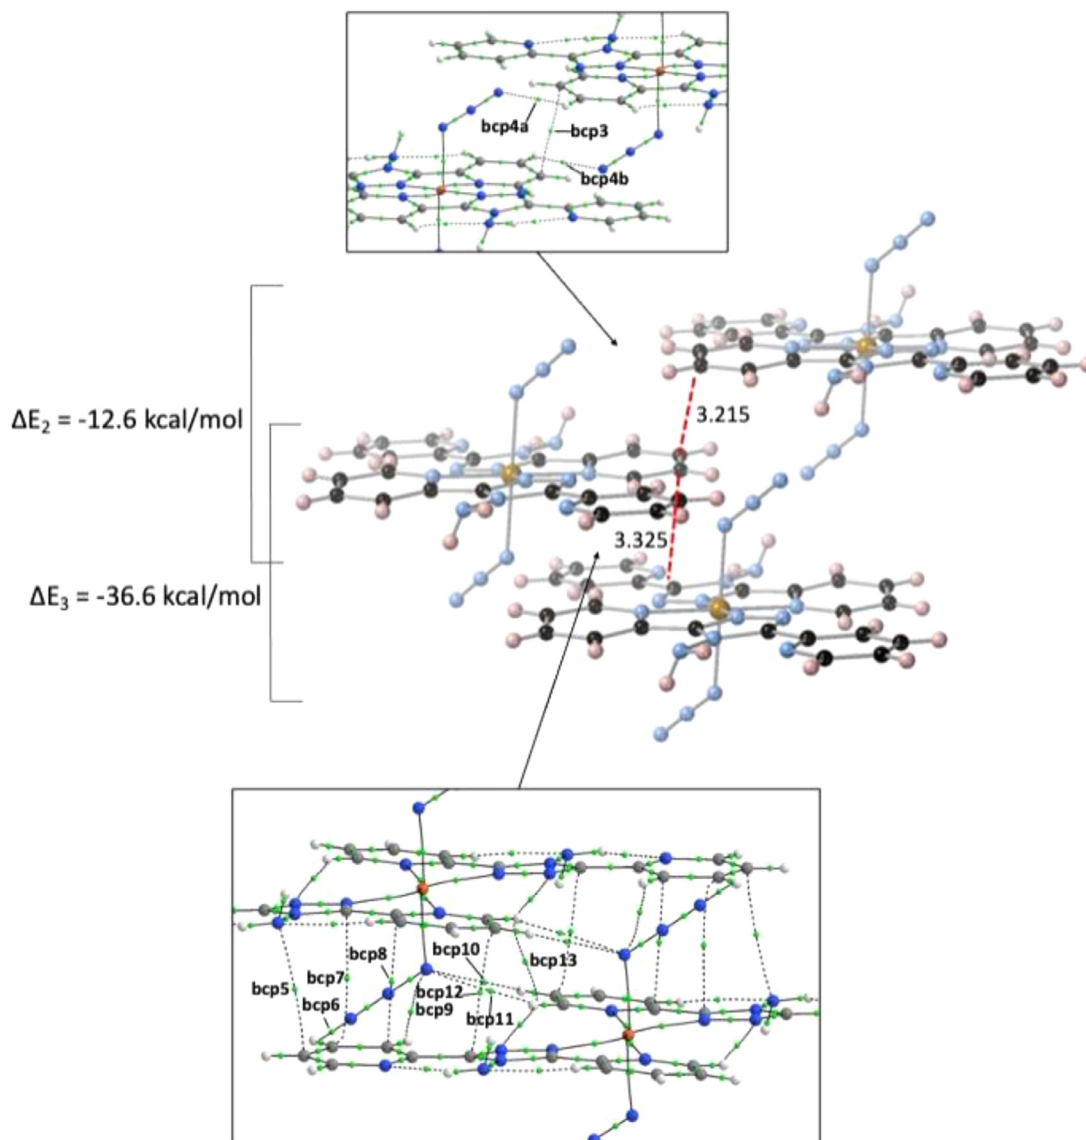 bcp4a
bcp3
bcp4b
ΔE₂ = -12.6 kcal/mol
3.215
3.325
ΔE₃ = -36.6 kcal/mol
bcp10
bcp8
bcp13
bcp7
bcp5
bcp12
bcp6
bcp9
bcp11